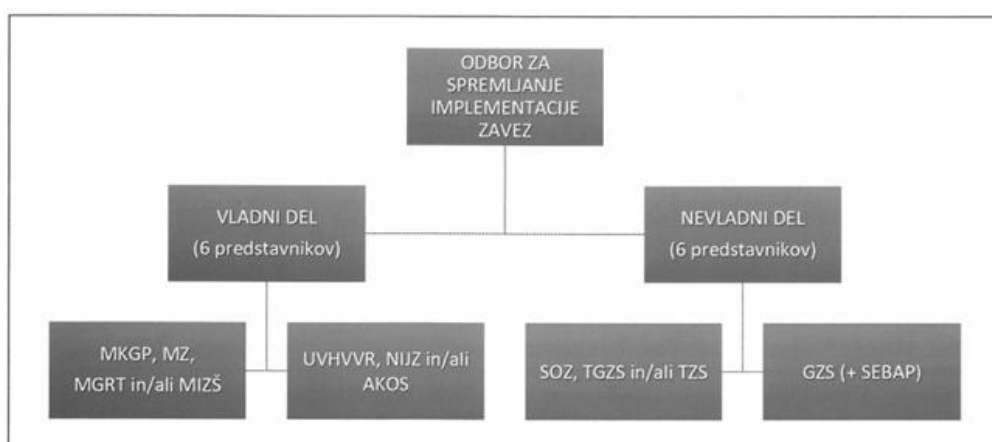 ODBOR ZA
SPREMLJANJE
IMPLEMENTACIJE
ZAVEZ
VLADNI DEL
(6 predstavnikov)
NEVLADNI DEL
(6 predstavnikov)
MKGP, MZ,
MGRT in/ali MIZŠ
UVHVVR, NIJZ in/ali
AKOS
SOZ, TGZS in/ali TZS
GZS (+ SEBAP)